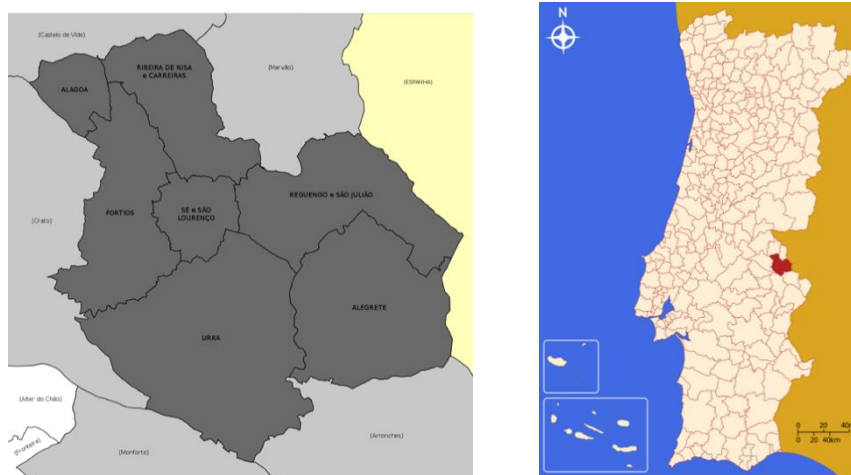 (Castelo de Vide)
RIBEIRA DE NISA
e CARREIRAS
(Marvão)
ALAGOA
(ESPANHA)
REGUENGO e SÃO JULIÃO
FORTIOS
SÉ e SÃO
LOURENÇO
(Crato)
ALEGRETE
URRA
(Alter do Chão)
(Fronteira)
(Monforte)
(Arronches)
N
0 20 40
0 20 40km